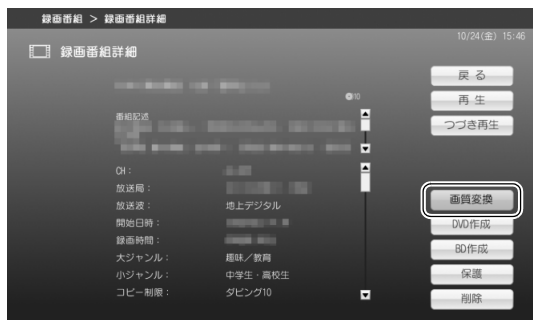 録画番組 > 録画番組詳細
10/24(金) 15:46
録画番組詳細
戻る
再生
つづき再生
10
番組記述
CH:
放送局:
放送波: 地上デジタル
開始日時:
録画時間:
大ジャンル: 趣味/教育
小ジャンル: 中学生・高校生
コピー制限: ダビング10
画質変換
DVD作成
BD作成
保護
削除